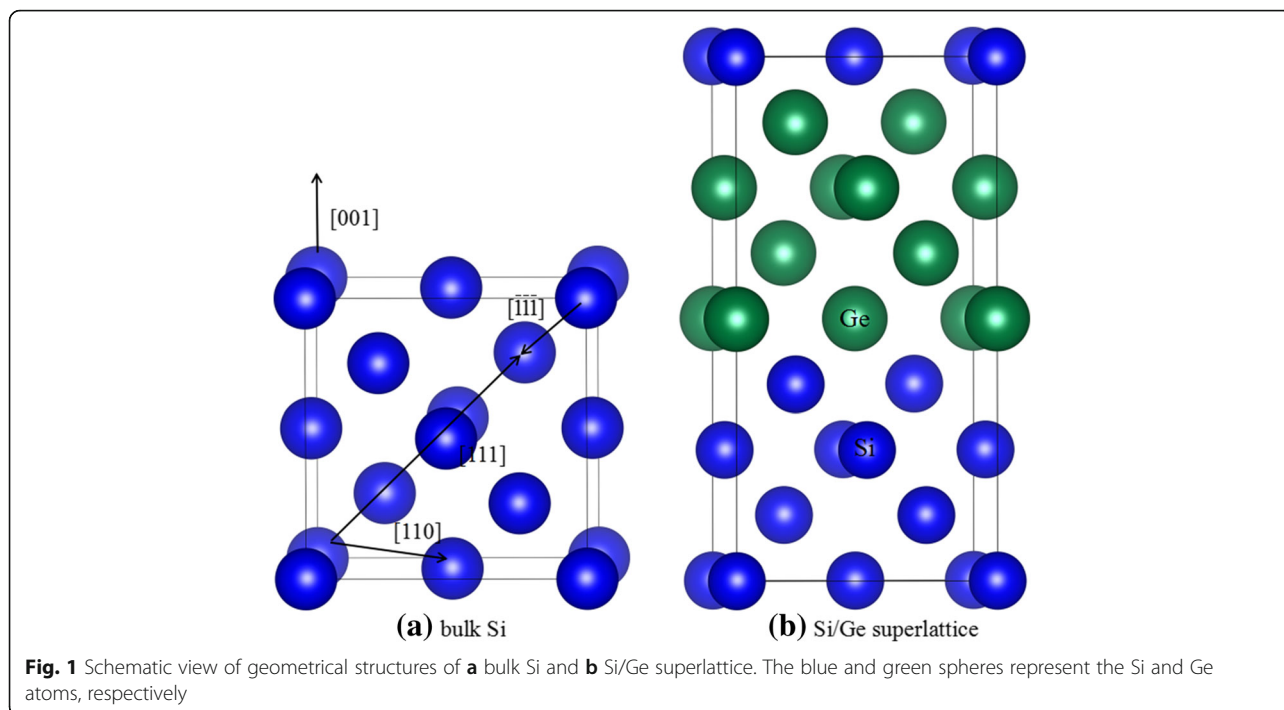 [001]
[1̄1̄1̄]
[111]
[110]
Ge
Si
(a) bulk Si
(b) Si/Ge superlattice
Fig. 1 Schematic view of geometrical structures of a bulk Si and b Si/Ge superlattice. The blue and green spheres represent the Si and Ge
atoms, respectively